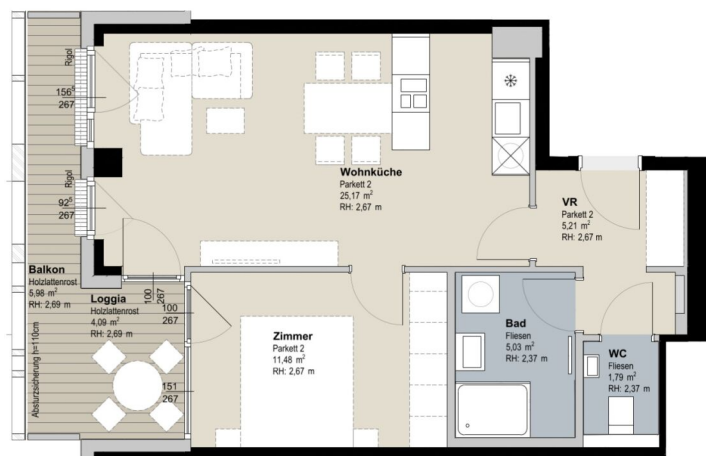 Rigol
156⁵
267
Rigol
92⁵
267
Wohnküche
Parkett 2
25,17 m²
RH: 2,67 m
VR
Parkett 2
5,21 m²
RH: 2,67 m
Balkon
Holzlattenrost
5,98 m²
RH: 2,69 m
Loggia
Holzlattenrost
4,09 m²
RH: 2,69 m
100
267
100
267
Zimmer
Parkett 2
11,48 m²
RH: 2,67 m
Bad
Fliesen
5,03 m²
RH: 2,37 m
WC
Fliesen
1,79 m²
RH: 2,37 m
151
267
Absturzsicherung h=110cm